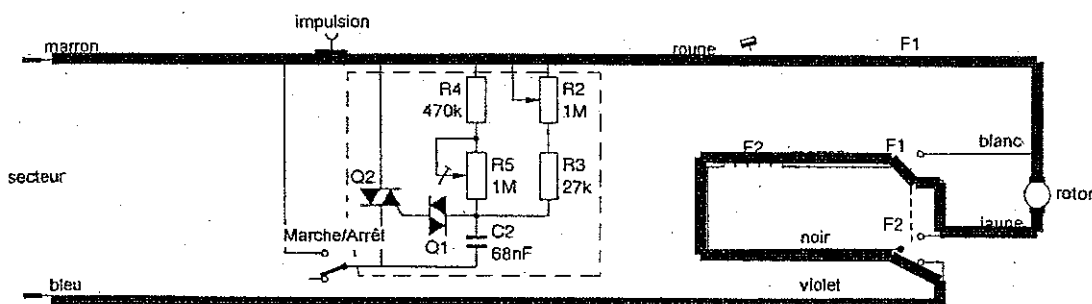 impulsion
marron
rouge
F1
R4
470k
R2
1M
F2
F1
blanc
secteur
Q2
R5
1M
R3
27k
rotor
Marche/Arrêt
Q1
C2
68nF
noir
F2
jaune
bleu
violet